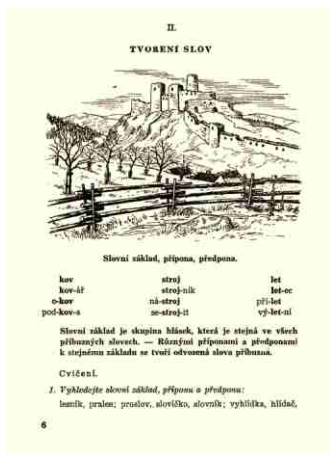 II.
TVOŘENÍ SLOV
Slovní základ, přípona, předpona.
kov stroj let
kov-ář stroj-ník let-ec
o-kov ná-stroj pří-let
pod-kov-a se-stroj-it vý-let-ní
Slovní základ je skupina hlásek, která je stejná ve všech
příbuzných slovech. — Různými příponami a předponami
k stejnému základu se tvoří odvozená slova příbuzná.
Cvičení.
1. Vyhledejte slovní základ, příponu a předponu:
lesník, prales; proslov, slovíčko, slovník; vyhlídka, hlídač,
6